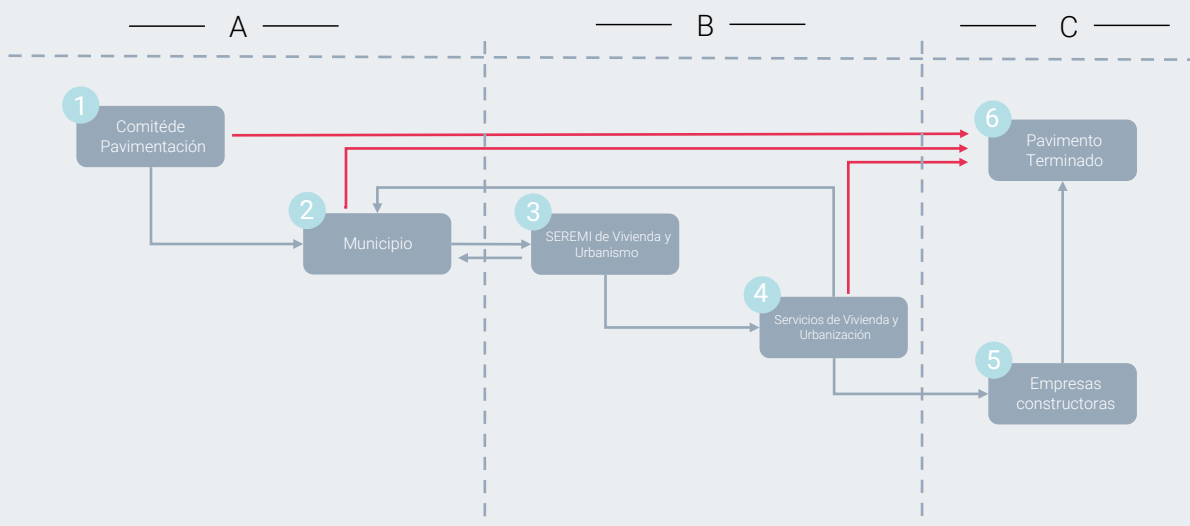 A
B
C
1
Comitéde
Pavimentación
2
Municipio
3
SEREMI de Vivienda y
Urbanismo
4
Servicios de Vivienda y
Urbanización
5
Empresas
constructoras
6
Pavimento
Terminado